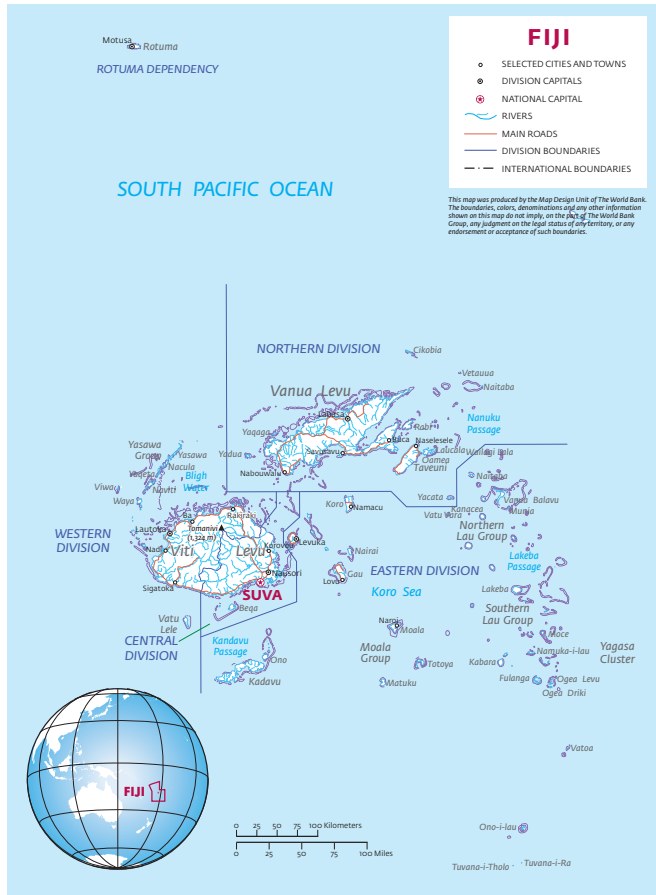 Motusa
Rotuma
ROTUMA DEPENDENCY
FIJI
SELECTED CITIES AND TOWNS
DIVISION CAPITALS
NATIONAL CAPITAL
RIVERS
MAIN ROADS
DIVISION BOUNDARIES
INTERNATIONAL BOUNDARIES
This map was produced by the Map Design Unit of The World Bank.
The boundaries, colors, denominations and any other information
shown on this map do not imply, on the part of The World Bank
Group, any judgment on the legal status of any territory, or any
endorsement or acceptance of such boundaries.
SOUTH PACIFIC OCEAN
NORTHERN DIVISION
Cikobia
Vetauua
Naitaba
Vanua Levu
Labasa
Nanuku
Passage
Rabi
Yaqaga
Buca
Naselesele
Savusavu
Laucala
Wailagi Lala
Qamea
Taveuni
Yasawa
Group
Yasawa
Yadua
Nacula
Nabouwalu
Yaqeta
Bligh
Water
Naviti
Viwa
Waya
Naitaba
Yacata
Vanua Balavu
Koro
Namacu
Kanacea
Vatu Vara
Munia
Northern
Lau Group
Ba
Rakiraki
Lautoka
Tomanivi
(1,324 m)
WESTERN
DIVISION
Nadi
Viti Levu
Korovou
Levuka
Nairai
Lakeba
Passage
EASTERN DIVISION
Nausori
Gau
Lovu
Koro Sea
Sigatoka
SUVA
Lakeba
Beqa
Southern
Lau Group
Vatu
Lele
Naroi
Moala
Moce
CENTRAL
DIVISION
Kandavu
Passage
Moala
Group
Namuka-i-lau
Yagasa
Cluster
Ono
Totoya
Kabara
Kadavu
Matuku
Fulanga
Ogea Levu
Ogea Driki
FIJI
Vatoa
0 25 50 75 100 Kilometers
0 25 50 75 100 Miles
Ono-i-lau
Tuvana-i-Tholo
Tuvana-i-Ra